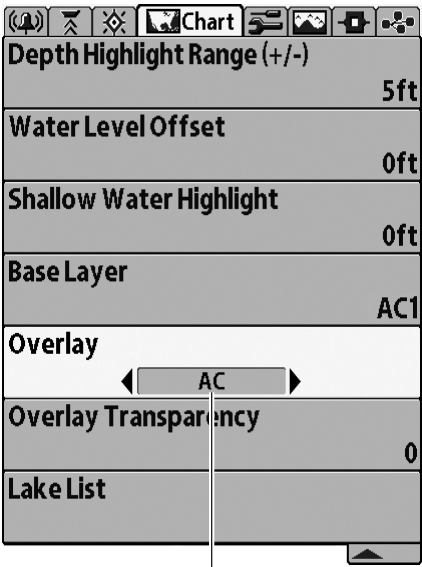 Chart
Depth Highlight Range (+/-)
5ft
Water Level Offset
0ft
Shallow Water Highlight
0ft
Base Layer
AC1
Overlay
AC
Overlay Transparency
0
Lake List